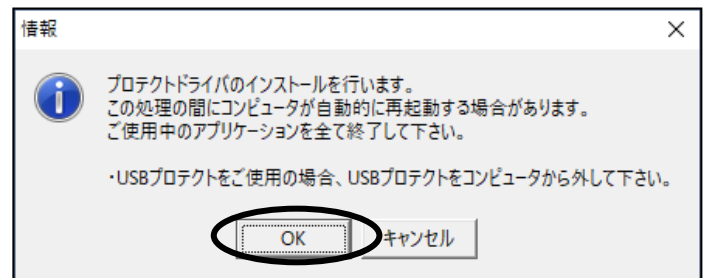 情報
プロテクトドライバのインストールを行います。
この処理の間にコンピュータが自動的に再起動する場合があります。
ご使用中のアプリケーションを全て終了して下さい。
・USBプロテクトをご使用の場合、USBプロテクトをコンピュータから外して下さい。
OK
キャンセル